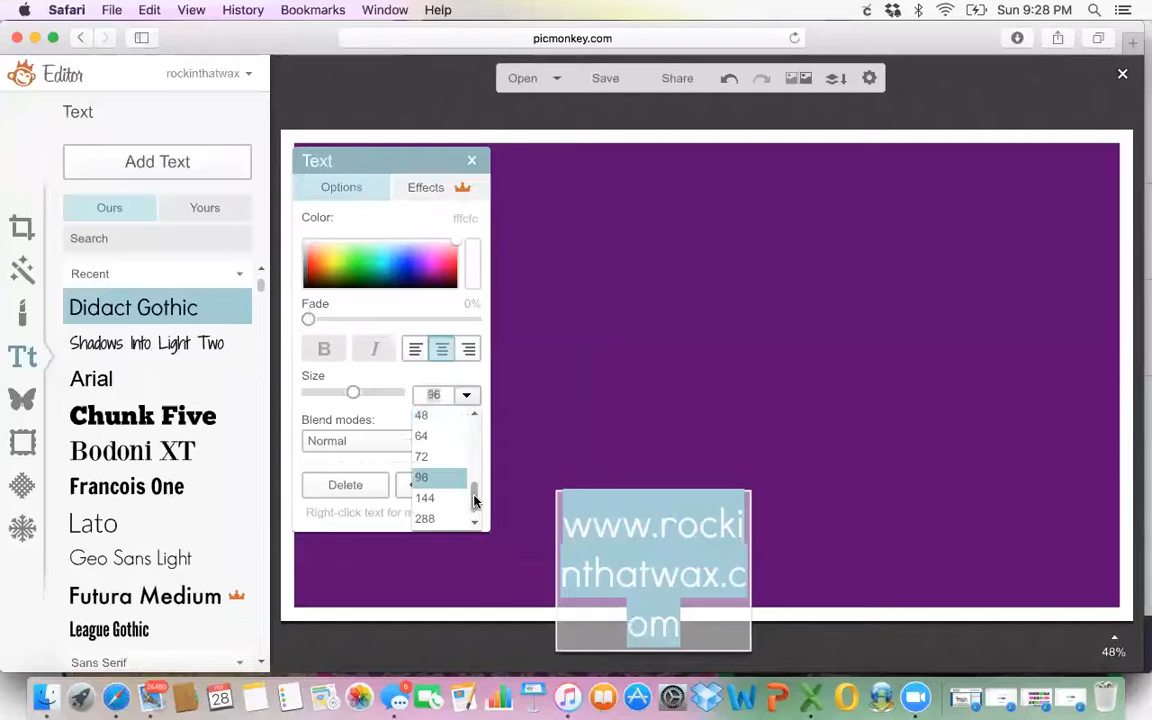 Safari File Edit View History Bookmarks Window Help Sun 9:28 PM
picmonkey.com
Editor rockinthatwax
Open Save Share
Text
Add Text
Ours Yours
Search
Recent
Didact Gothic
Shadows Into Light Two
Arial
Chunk Five
Bodoni XT
Francois One
Lato
Geo Sans Light
Futura Medium
League Gothic
Sans Serif
Text
Options Effects
Color: fffcfc
Fade 0%
B I
Size 96
48
64
72
96
144
288
Blend modes:
Normal
Delete
Right-click text for m
www.rocki
nthatwax.c
om
48%